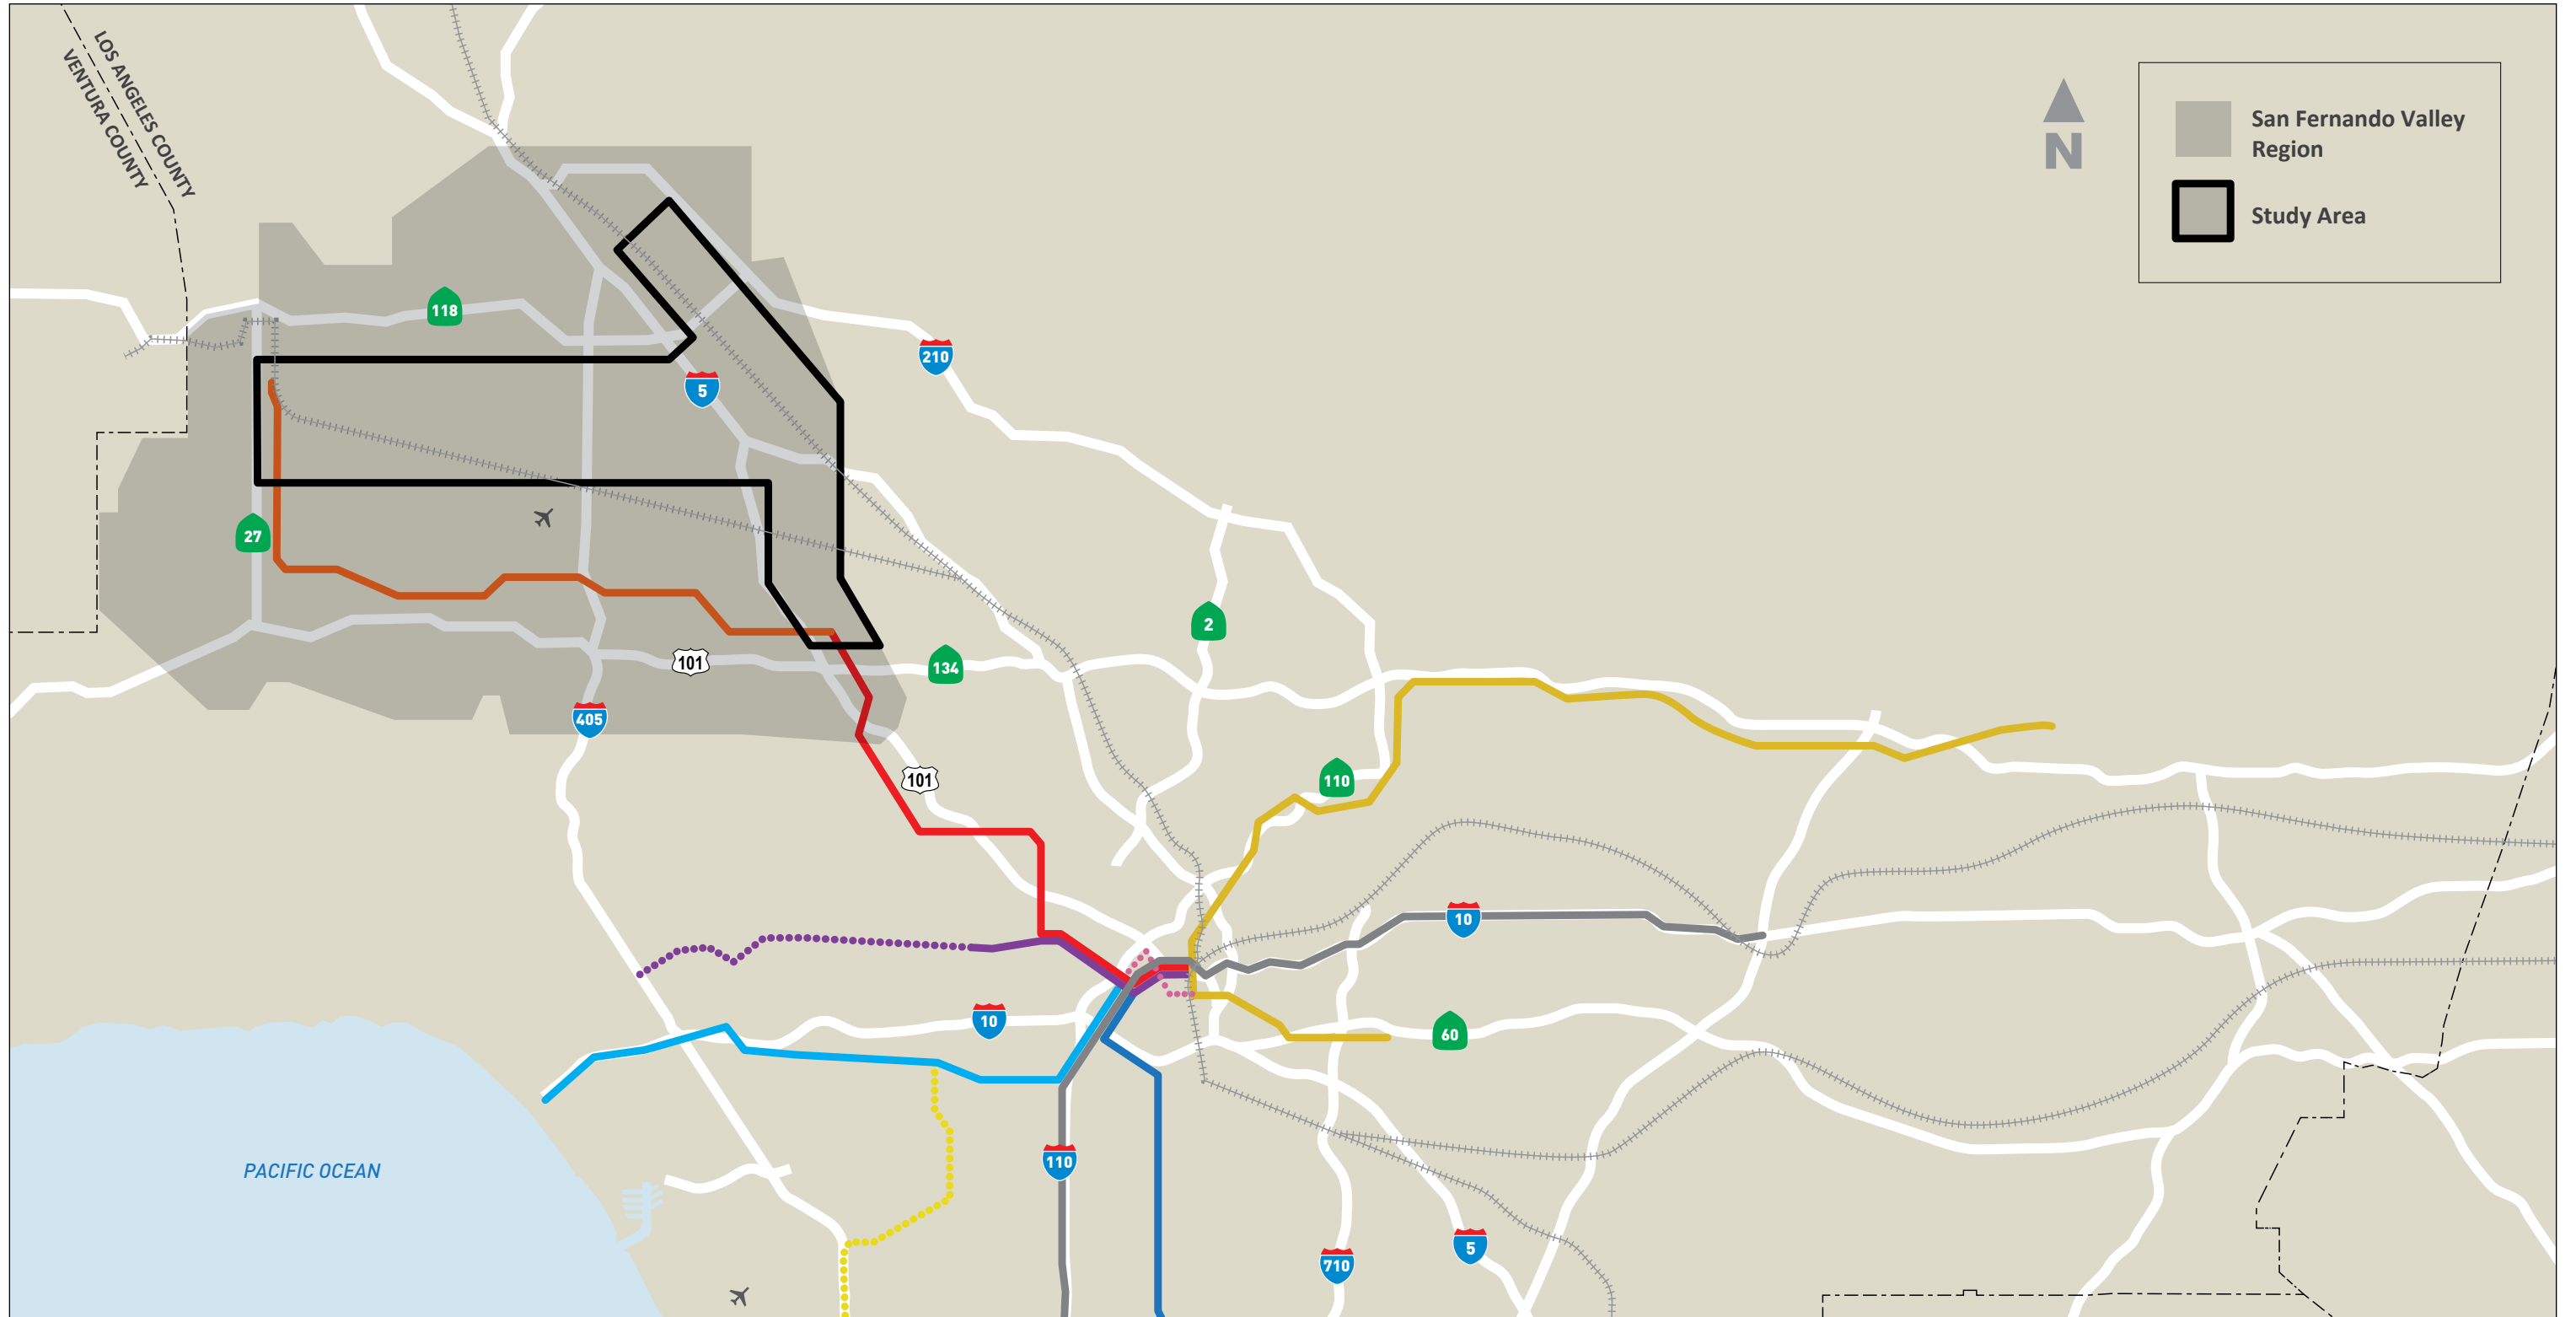 LOS ANGELES COUNTY
VENTURA COUNTY
San Fernando Valley
Region
N
Study Area
118
210
5
27
2
101
134
405
101
110
10
10
60
110
PACIFIC OCEAN
5
710